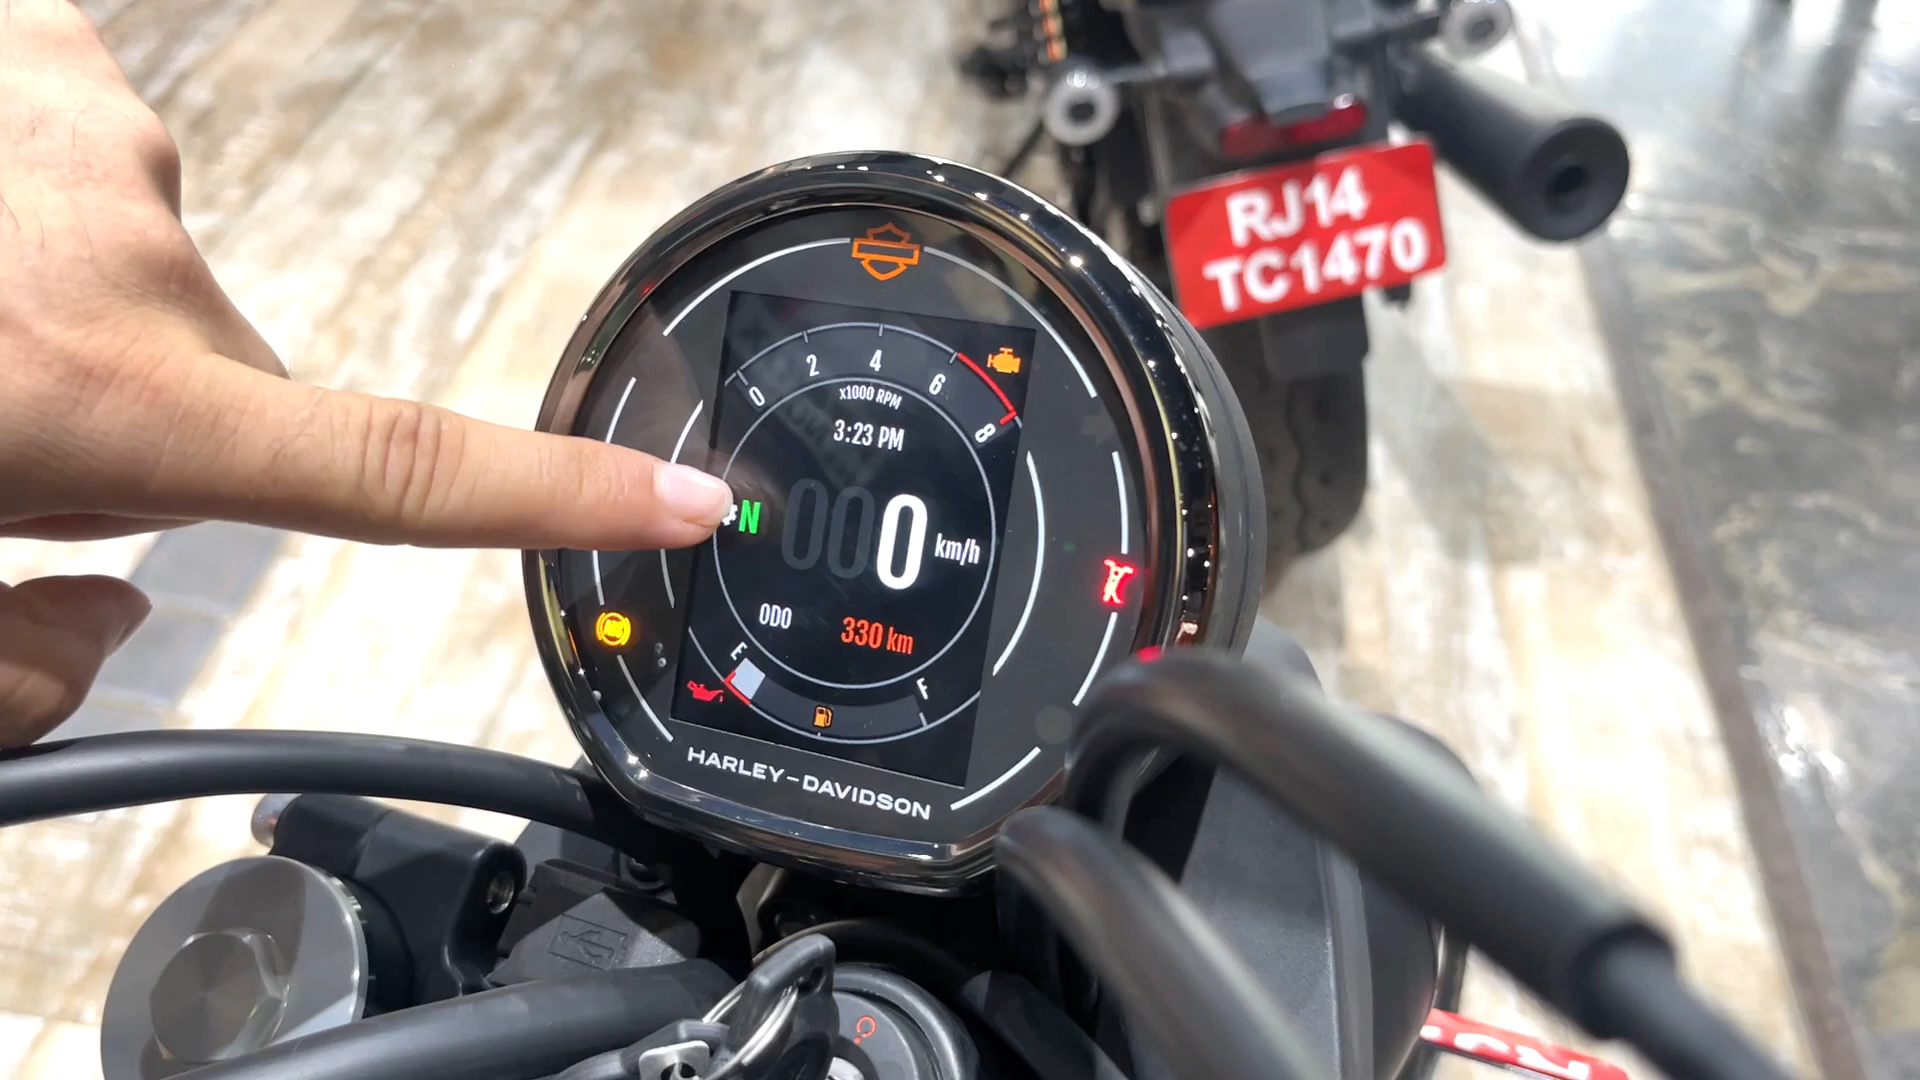 RJ14
TC1470
0 2 4 6 8
x1000 RPM
3:23 PM
N 000 km/h
ODO 330 km
E F
HARLEY-DAVIDSON